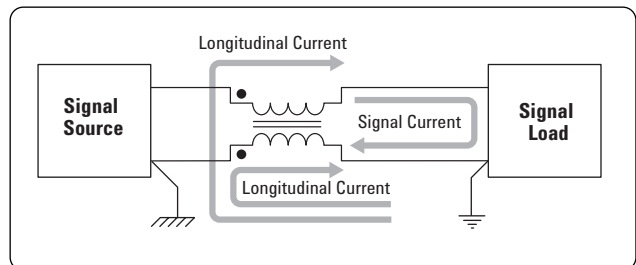 Longitudinal Current
Signal
Source
Signal Current
Signal
Load
Longitudinal Current